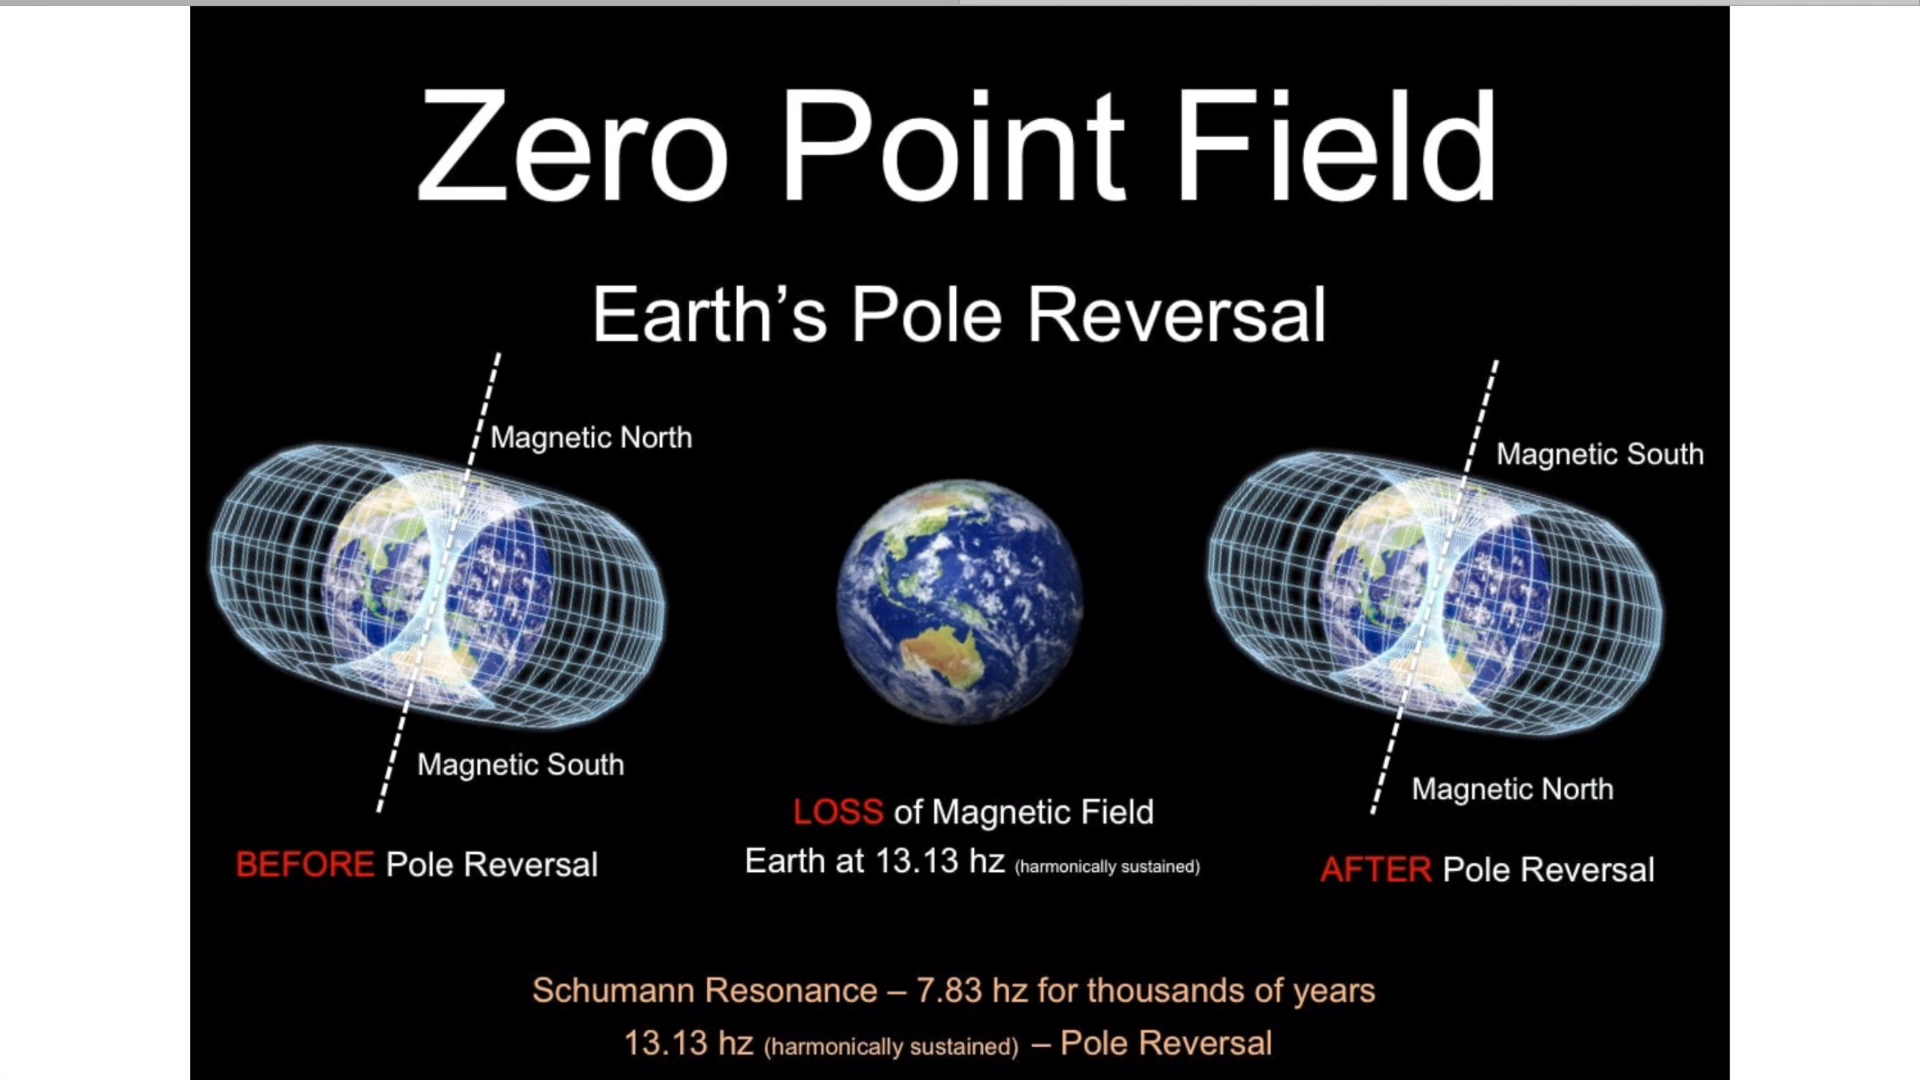 Zero Point Field
Earth’s Pole Reversal
Magnetic North
Magnetic South
BEFORE Pole Reversal
LOSS of Magnetic Field
Earth at 13.13 hz (harmonically sustained)
Magnetic South
Magnetic North
AFTER Pole Reversal
Schumann Resonance – 7.83 hz for thousands of years
13.13 hz (harmonically sustained) – Pole Reversal